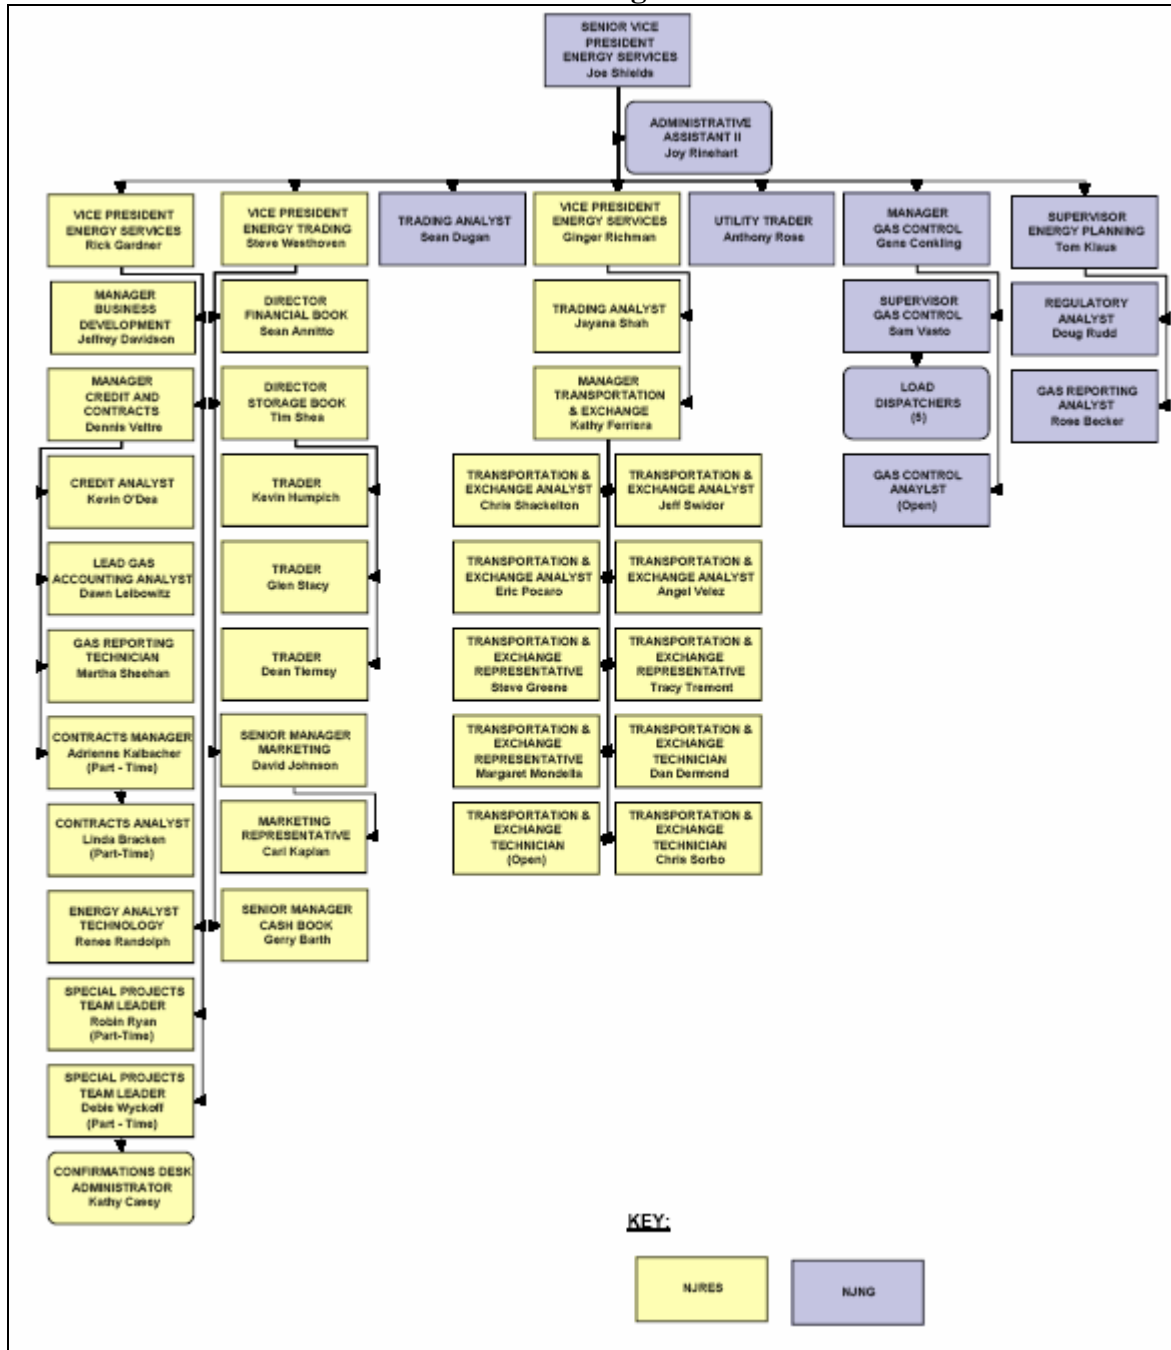 SENIOR VICE
PRESIDENT
ENERGY SERVICES
Joe Shields
ADMINISTRATIVE
ASSISTANT II
Joy Rinehart
VICE PRESIDENT
ENERGY SERVICES
Rick Gardner
VICE PRESIDENT
ENERGY TRADING
Steve Westhoven
TRADING ANALYST
Sean Dugan
VICE PRESIDENT
ENERGY SERVICES
Ginger Richman
UTILITY TRADER
Anthony Rose
MANAGER
GAS CONTROL
Gene Conkling
SUPERVISOR
ENERGY PLANNING
Tom Klaus
MANAGER
BUSINESS
DEVELOPMENT
Jeffrey Davidson
DIRECTOR
FINANCIAL BOOK
Sean Annitto
TRADING ANALYST
Jayana Shah
SUPERVISOR
GAS CONTROL
Sam Vasto
REGULATORY
ANALYST
Doug Rudd
MANAGER
CREDIT AND
CONTRACTS
Dennis Veltre
DIRECTOR
STORAGE BOOK
Tim Shea
MANAGER
TRANSPORTATION
& EXCHANGE
Kathy Ferriera
LOAD
DISPATCHERS
(5)
GAS REPORTING
ANALYST
Rose Becker
CREDIT ANALYST
Kevin O'Dea
TRADER
Kevin Humpich
TRANSPORTATION &
EXCHANGE ANALYST
Chris Shackelton
TRANSPORTATION &
EXCHANGE ANALYST
Jeff Swidor
GAS CONTROL
ANAYLST
(Open)
LEAD GAS
ACCOUNTING ANALYST
Dawn Leibowitz
TRADER
Glen Stacy
TRANSPORTATION &
EXCHANGE ANALYST
Eric Pocaro
TRANSPORTATION &
EXCHANGE ANALYST
Angel Velez
GAS REPORTING
TECHNICIAN
Martha Sheehan
TRADER
Dean Tierney
TRANSPORTATION &
EXCHANGE
REPRESENTATIVE
Steve Greene
TRANSPORTATION &
EXCHANGE
REPRESENTATIVE
Tracy Tremont
CONTRACTS MANAGER
Adrienne Kalbacher
(Part - Time)
SENIOR MANAGER
MARKETING
David Johnson
TRANSPORTATION &
EXCHANGE
REPRESENTATIVE
Margaret Mondella
TRANSPORTATION &
EXCHANGE
TECHNICIAN
Dan Dermond
CONTRACTS ANALYST
Linda Bracken
(Part-Time)
MARKETING
REPRESENTATIVE
Carl Kaplan
TRANSPORTATION &
EXCHANGE
TECHNICIAN
(Open)
TRANSPORTATION &
EXCHANGE
TECHNICIAN
Chris Sorbo
ENERGY ANALYST
TECHNOLOGY
Renee Randolph
SENIOR MANAGER
CASH BOOK
Gerry Barth
SPECIAL PROJECTS
TEAM LEADER
Robin Ryan
(Part-Time)
SPECIAL PROJECTS
TEAM LEADER
Debie Wyckoff
(Part - Time)
CONFIRMATIONS DESK
ADMINISTRATOR
Kathy Casey
KEY:
NJRES
NJNG